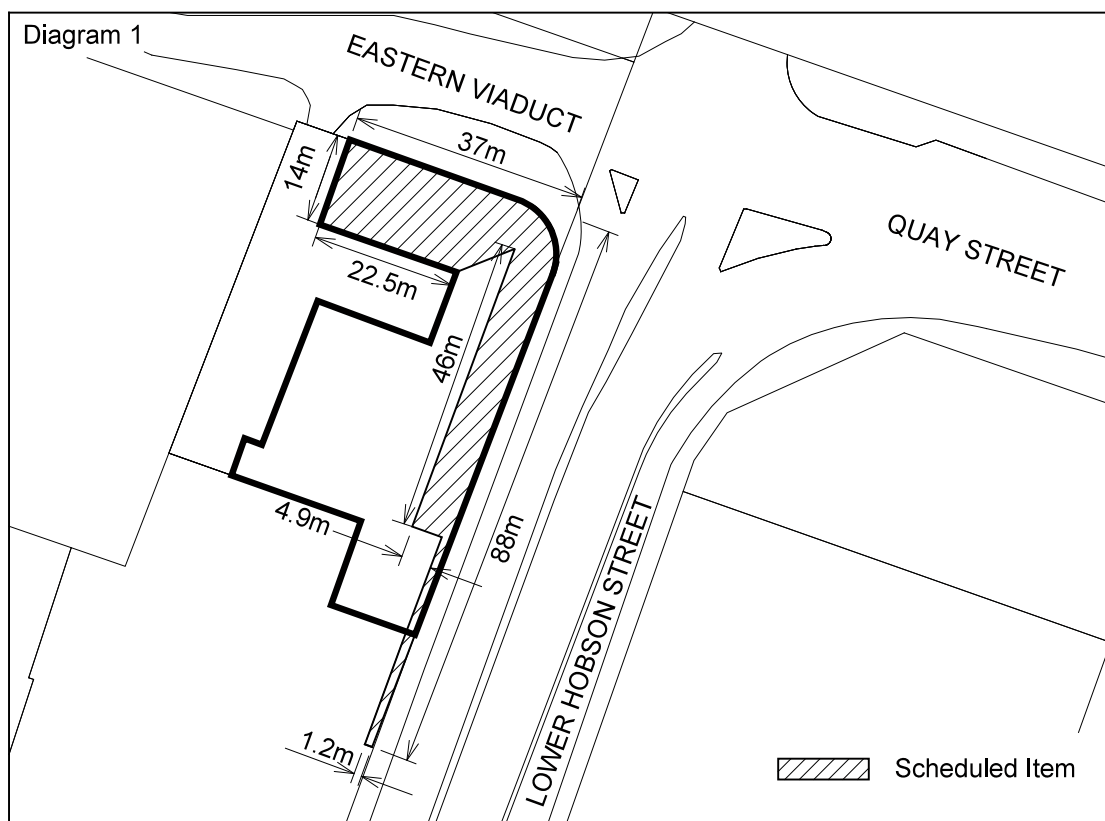 Diagram 1
EASTERN VIADUCT
37m
14m
QUAY STREET
22.5m
46m
4.9m
88m
LOWER HOBSON STREET
1.2m
Scheduled Item